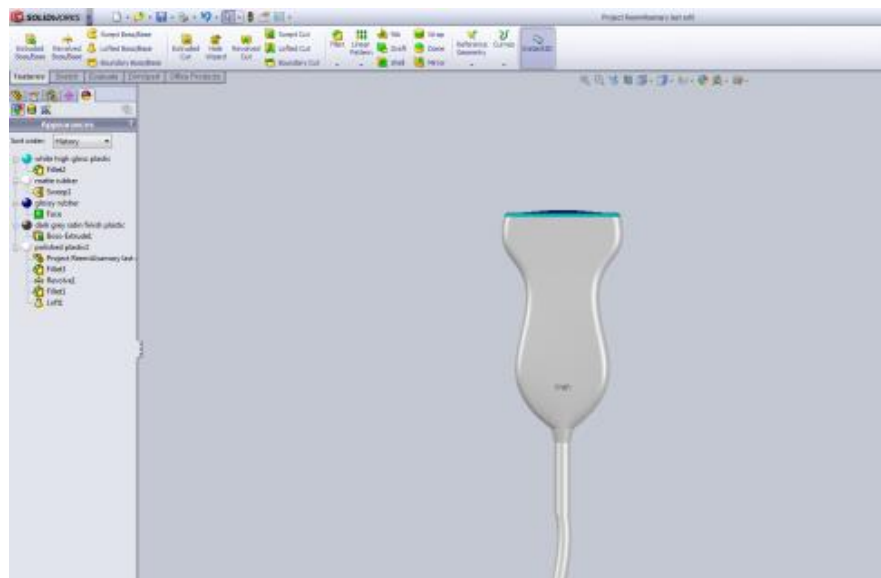 SOLIDWORKS
Project Reem&samary last edit
Extruded Boss/Base
Revolved Boss/Base
Swept Boss/Base
Lofted Boss/Base
Boundary Boss/Base
Extruded Cut
Hole Wizard
Revolved Cut
Swept Cut
Lofted Cut
Boundary Cut
Fillet
Linear Pattern
Rib
Draft
Shell
Wrap
Dome
Mirror
Reference Geometry
Curves
Instant3D
Features
Sketch
Evaluate
DimXpert
Office Products
Appearances
Sort order:
History
white high gloss plastic
Fillet2
matte rubber
Sweep1
glossy rubber
Face
dark grey satin finish plastic
Boss-Extrude1
polished plastic1
Fillet3
Revolve1
Fillet1
Loft1